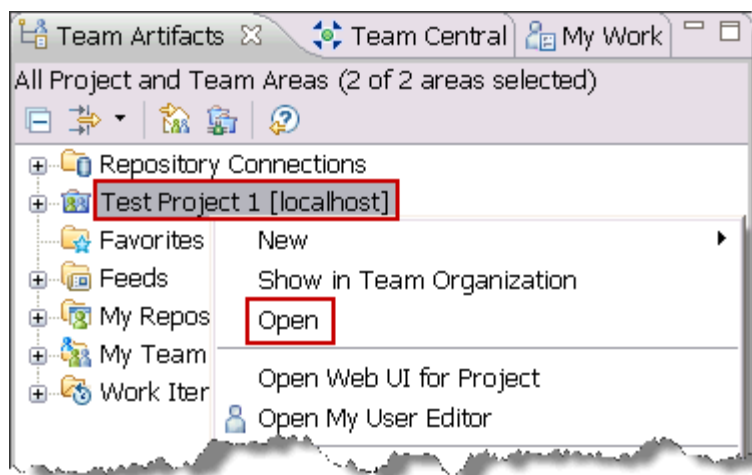 Team Artifacts
Team Central
My Work
All Project and Team Areas (2 of 2 areas selected)
Repository Connections
Test Project 1 [localhost]
Favorites
New
Feeds
Show in Team Organization
My Repos
Open
My Team
Work Iter
Open Web UI for Project
Open My User Editor